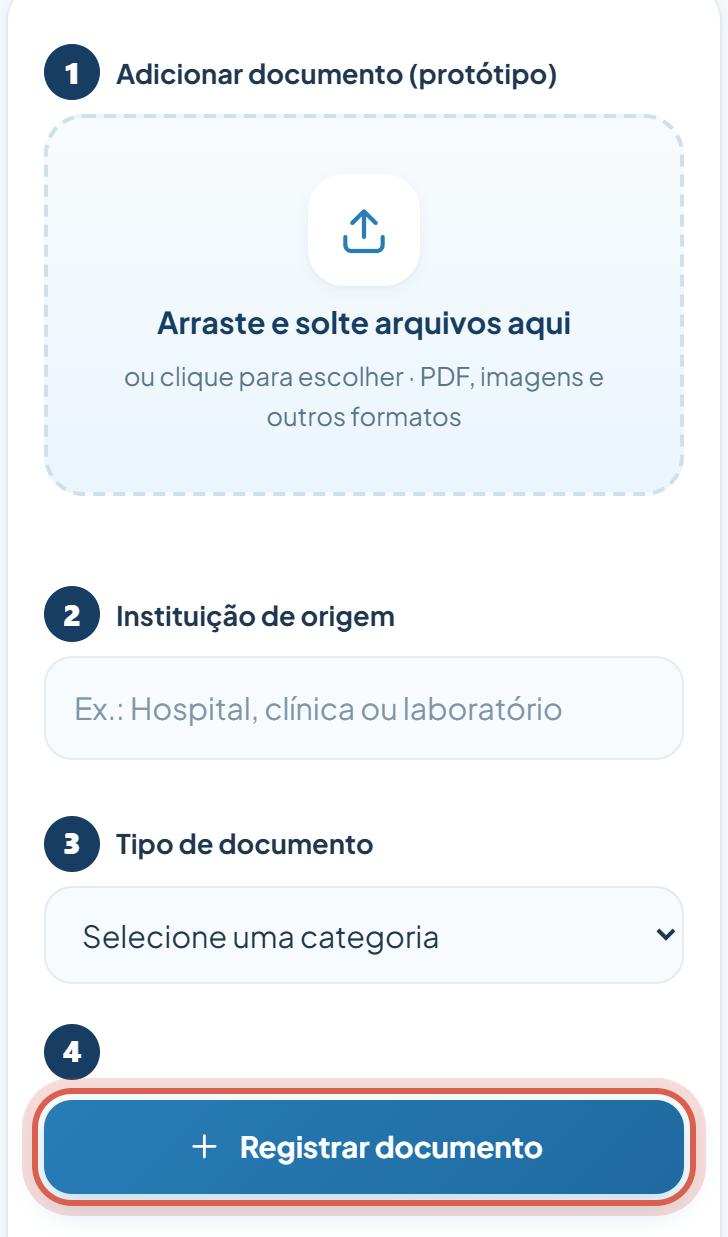 1 Adicionar documento (protótipo)
Arraste e solte arquivos aqui
ou clique para escolher · PDF, imagens e
outros formatos
2 Instituição de origem
Ex.: Hospital, clínica ou laboratório
3 Tipo de documento
Selecione uma categoria
4
+ Registrar documento